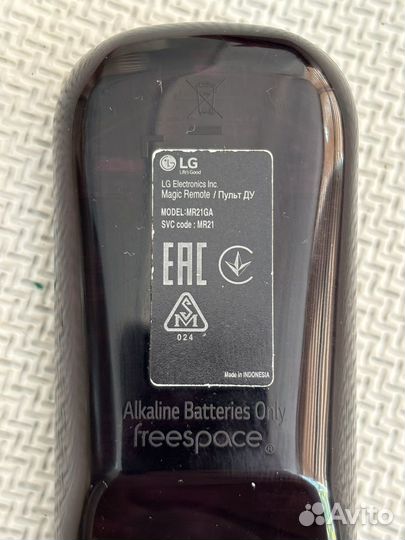 LG
Life's Good
LG Electronics Inc.
Magic Remote / Пульт ДУ
MODEL:MR21GA
SVC code : MR21
EAC
SM
024
Made in INDONESIA
Alkaline Batteries Only
freespace®
Avito